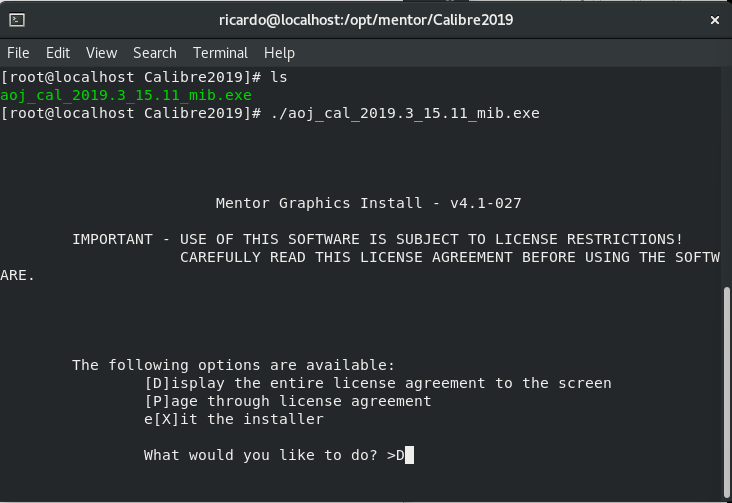 ricardo@localhost:/opt/mentor/Calibre2019
×
File Edit View Search Terminal Help
[root@localhost Calibre2019]# ls
aoj_cal_2019.3_15.11_mib.exe
[root@localhost Calibre2019]# ./aoj_cal_2019.3_15.11_mib.exe
Mentor Graphics Install - v4.1-027
IMPORTANT - USE OF THIS SOFTWARE IS SUBJECT TO LICENSE RESTRICTIONS!
CAREFULLY READ THIS LICENSE AGREEMENT BEFORE USING THE SOFTW
ARE.
The following options are available:
[D]isplay the entire license agreement to the screen
[P]age through license agreement
e[X]it the installer
What would you like to do? >D